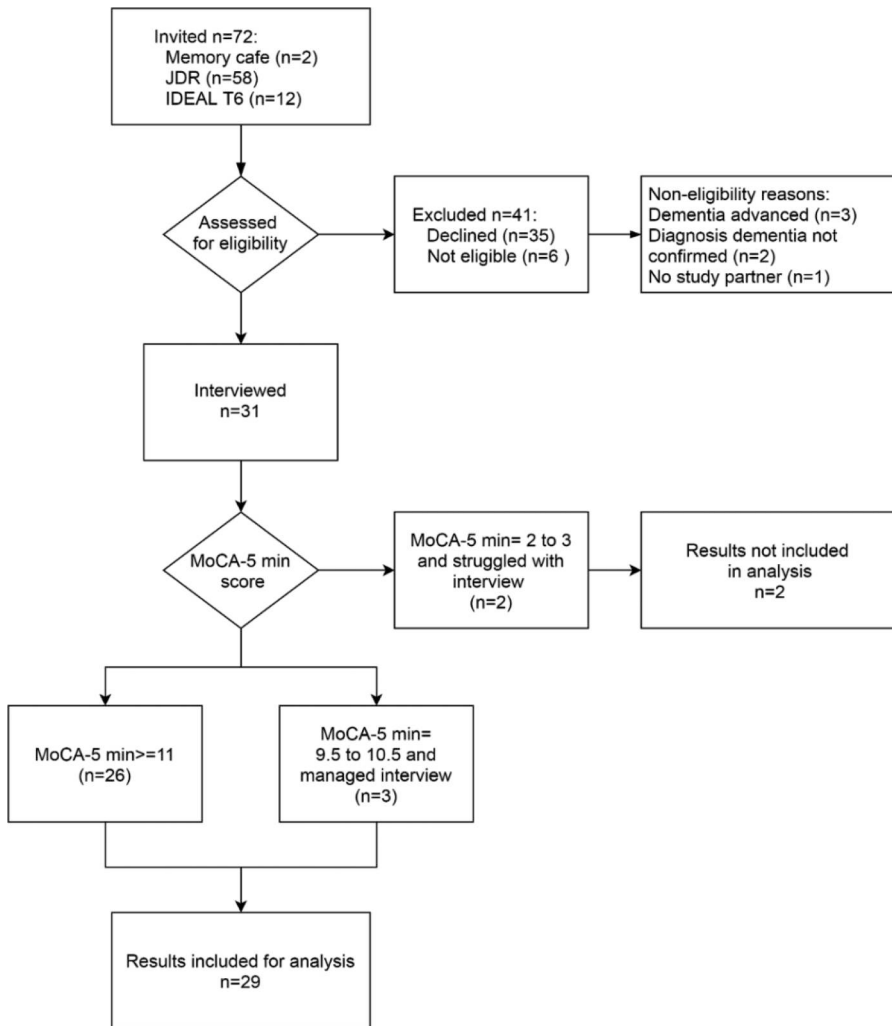 Invited n=72:
Memory cafe (n=2)
JDR (n=58)
IDEAL T6 (n=12)
Assessed
for eligibility
Excluded n=41:
Declined (n=35)
Not eligible (n=6 )
Non-eligibility reasons:
Dementia advanced (n=3)
Diagnosis dementia not
confirmed (n=2)
No study partner (n=1)
Interviewed
n=31
MoCA-5 min
score
MoCA-5 min= 2 to 3
and struggled with
interview
(n=2)
Results not included
in analysis
n=2
MoCA-5 min>=11
(n=26)
MoCA-5 min=
9.5 to 10.5 and
managed interview
(n=3)
Results included for analysis
n=29